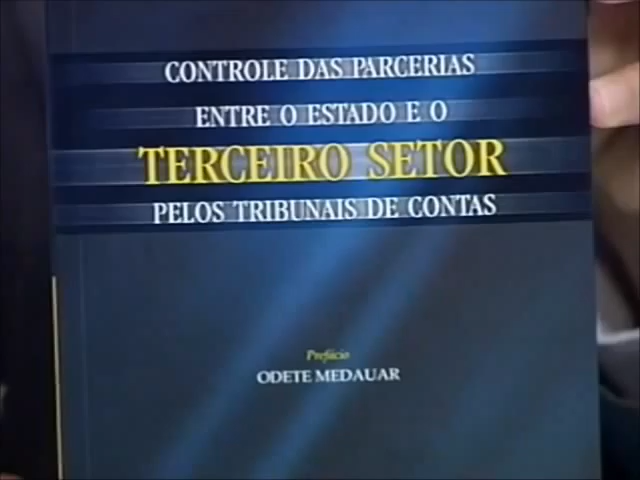 CONTROLE DAS PARCERIAS
ENTRE O ESTADO E O
TERCEIRO SETOR
PELOS TRIBUNAIS DE CONTAS
Prefácio
ODETE MEDAUAR